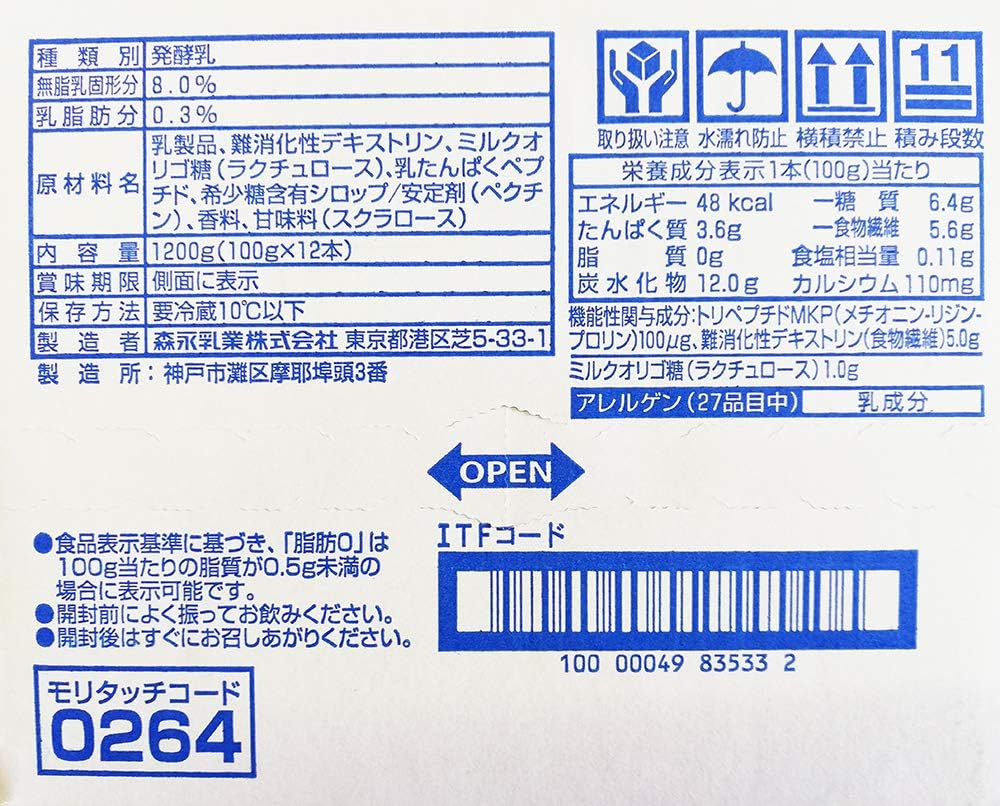 種類別 発酵乳
無脂乳固形分 8.0%
乳脂肪分 0.3%
原材料名 乳製品、難消化性デキストリン、ミルクオ
リゴ糖(ラクチュロース)、乳たんぱくペプ
チド、希少糖含有シロップ/安定剤(ペクチ
ン)、香料、甘味料(スクラロース)
内容量 1200g(100g×12本)
賞味期限 側面に表示
保存方法 要冷蔵10℃以下
製造者 森永乳業株式会社 東京都港区芝5-33-1
製造所:神戸市灘区摩耶埠頭3番
11
取り扱い注意 水濡れ防止 横積禁止 積み段数
栄養成分表示1本(100g)当たり
エネルギー 48 kcal ー糖質 6.4g
たんぱく質 3.6g ー食物繊維 5.6g
脂質 0g 食塩相当量 0.11g
炭水化物 12.0g カルシウム 110mg
機能性関与成分:トリペプチドMKP(メチオニン-リジン-
プロリン)100μg、難消化性デキストリン(食物繊維)5.0g
ミルクオリゴ糖(ラクチュロース)1.0g
アレルゲン(27品目中) 乳成分
OPEN
●食品表示基準に基づき、「脂肪0」は
100g当たりの脂質が0.5g未満の
場合に表示可能です。
●開封前によく振ってお飲みください。
●開封後はすぐにお召しあがりください。
モリタッチコード
0264
ITFコード
100 00049 83533 2